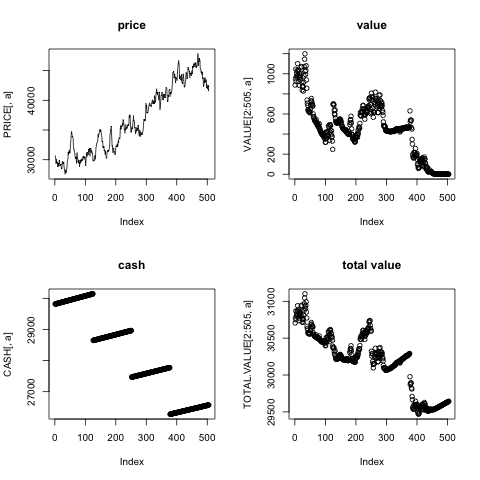 price
PRICE[, a]
30000 40000
0 100 200 300 400 500
Index
value
VALUE[2:505, a]
0 200 400 600 1000
0 100 200 300 400 500
Index
cash
CASH[, a]
27000 29000
0 100 200 300 400 500
Index
total value
TOTAL.VALUE[2:505, a]
29500 30000 30500 31000
0 100 200 300 400 500
Index